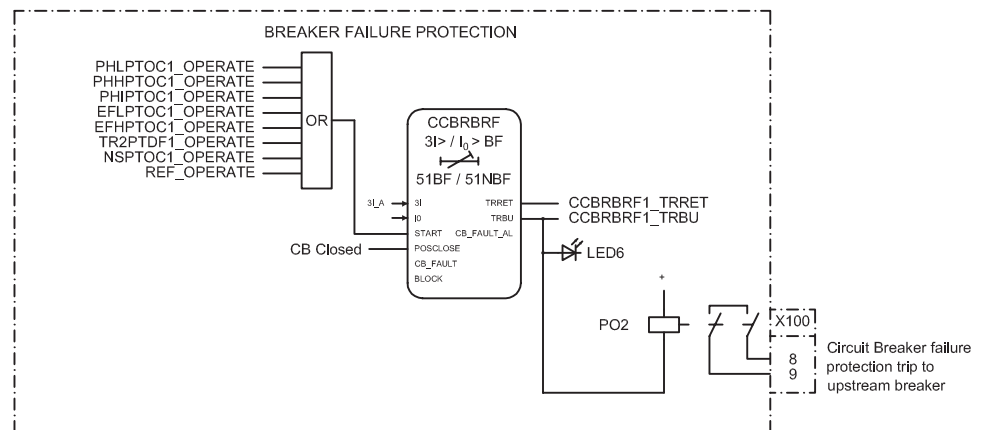 BREAKER FAILURE PROTECTION
PHLPTOC1_OPERATE
PHHPTOC1_OPERATE
PHIPTOC1_OPERATE
EFLPTOC1_OPERATE
EFHPTOC1_OPERATE
TR2PTDF1_OPERATE
NSPTOC1_OPERATE
REF_OPERATE
OR
CCBRBRF
3I> / I0 > BF
51BF / 51NBF
3I_A
3I
TRRET
CCBRBRF1_TRRET
I0
TRBU
CCBRBRF1_TRBU
START
CB_FAULT_AL
CB Closed
POSCLOSE
CB_FAULT
BLOCK
LED6
+
PO2
X100
8
9
Circuit Breaker failure
protection trip to
upstream breaker